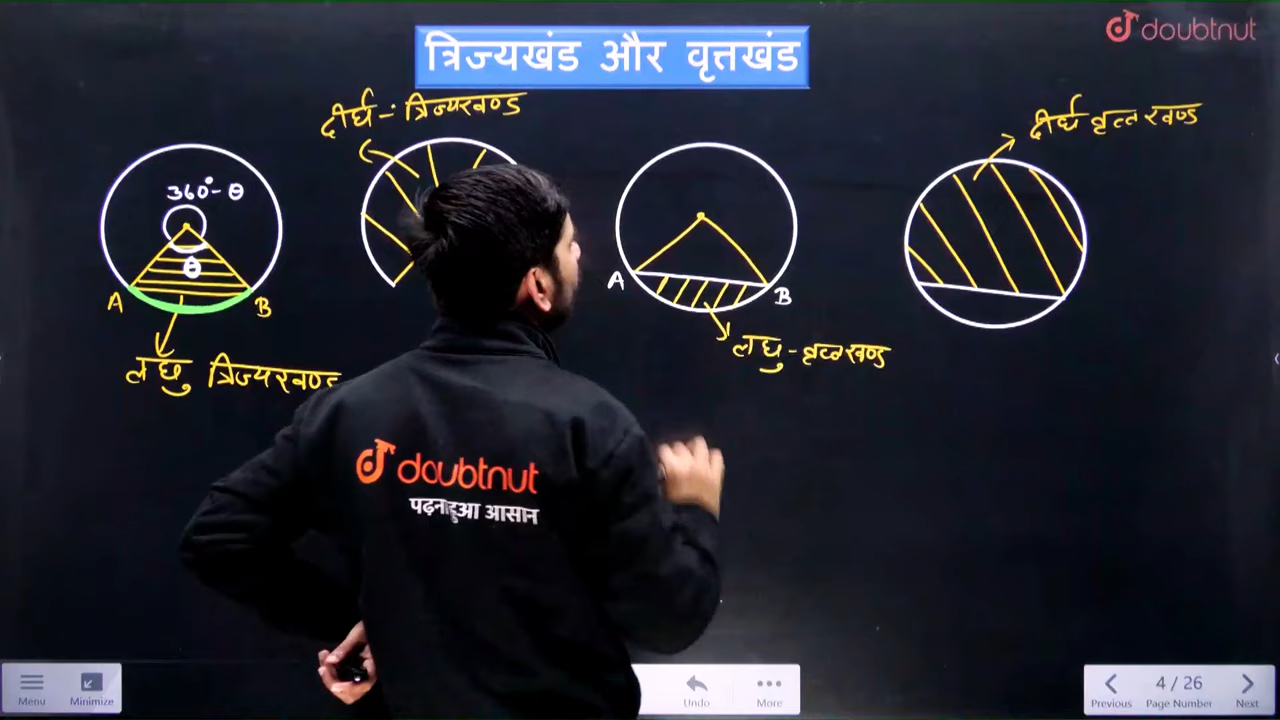 doubtnut
त्रिज्यखंड और वृत्तखंड
दीर्घ - त्रिज्यखण्ड
दीर्घ वृत्तखण्ड
360° - θ
θ
A
B
A
B
लघु त्रिज्यखण्ड
लघु - वृत्तखण्ड
doubtnut
पढ़ना हुआ आसान
Menu
Minimize
Undo
More
Previous
4 / 26
Page Number
Next